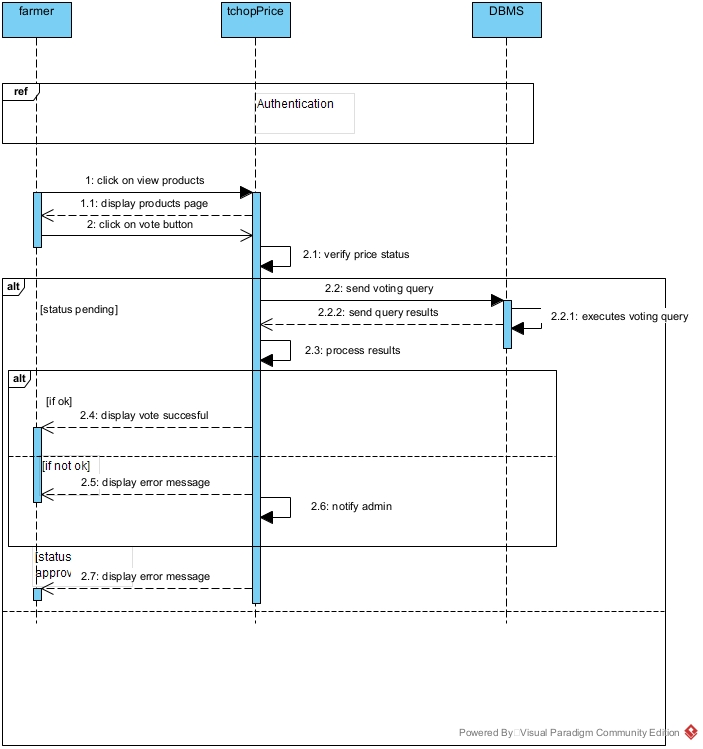 farmer
tchopPrice
DBMS
ref
Authentication
1: click on view products
1.1: display products page
2: click on vote button
2.1: verify price status
alt
2.2: send voting query
[status pending]
2.2.2: send query results
2.2.1: executes voting query
2.3: process results
alt
[if ok]
2.4: display vote succesful
[if not ok]
2.5: display error message
2.6: notify admin
[status
2.7: display error message
Powered By Visual Paradigm Community Edition